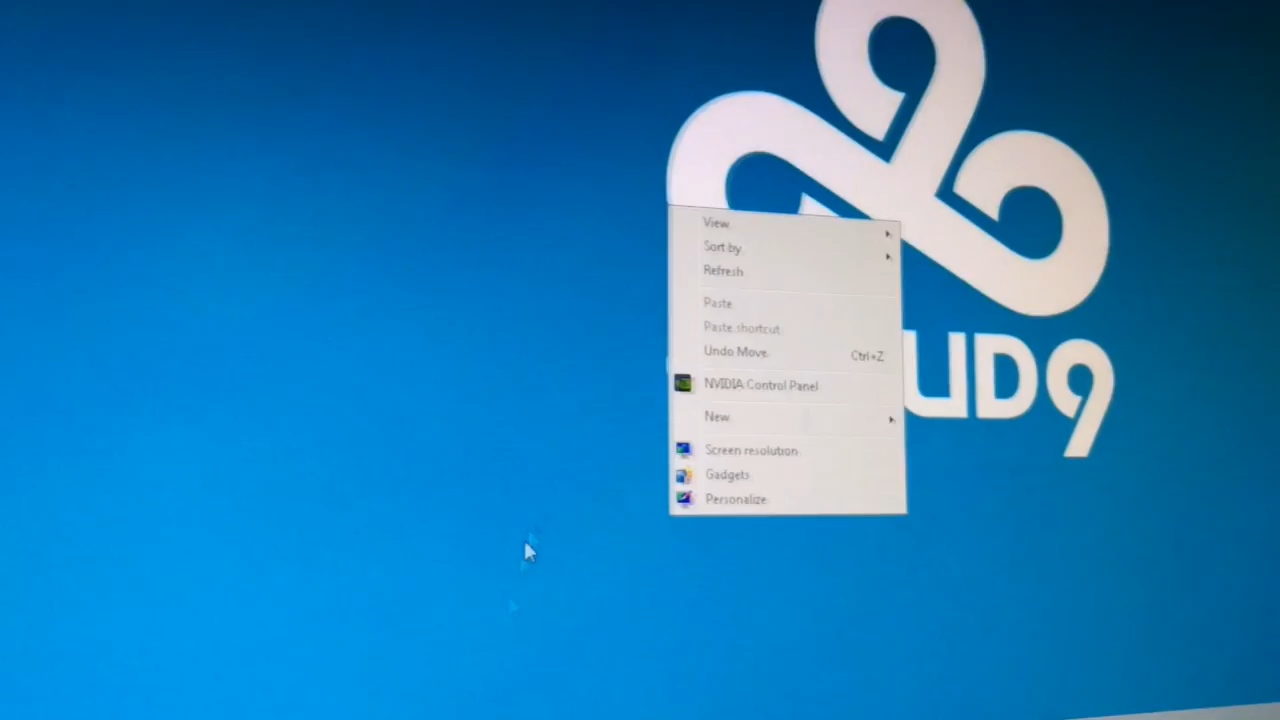 View
Sort by
Refresh
Paste
Paste shortcut
Undo Move Ctrl+Z
NVIDIA Control Panel
New
Screen resolution
Gadgets
Personalize
UD9